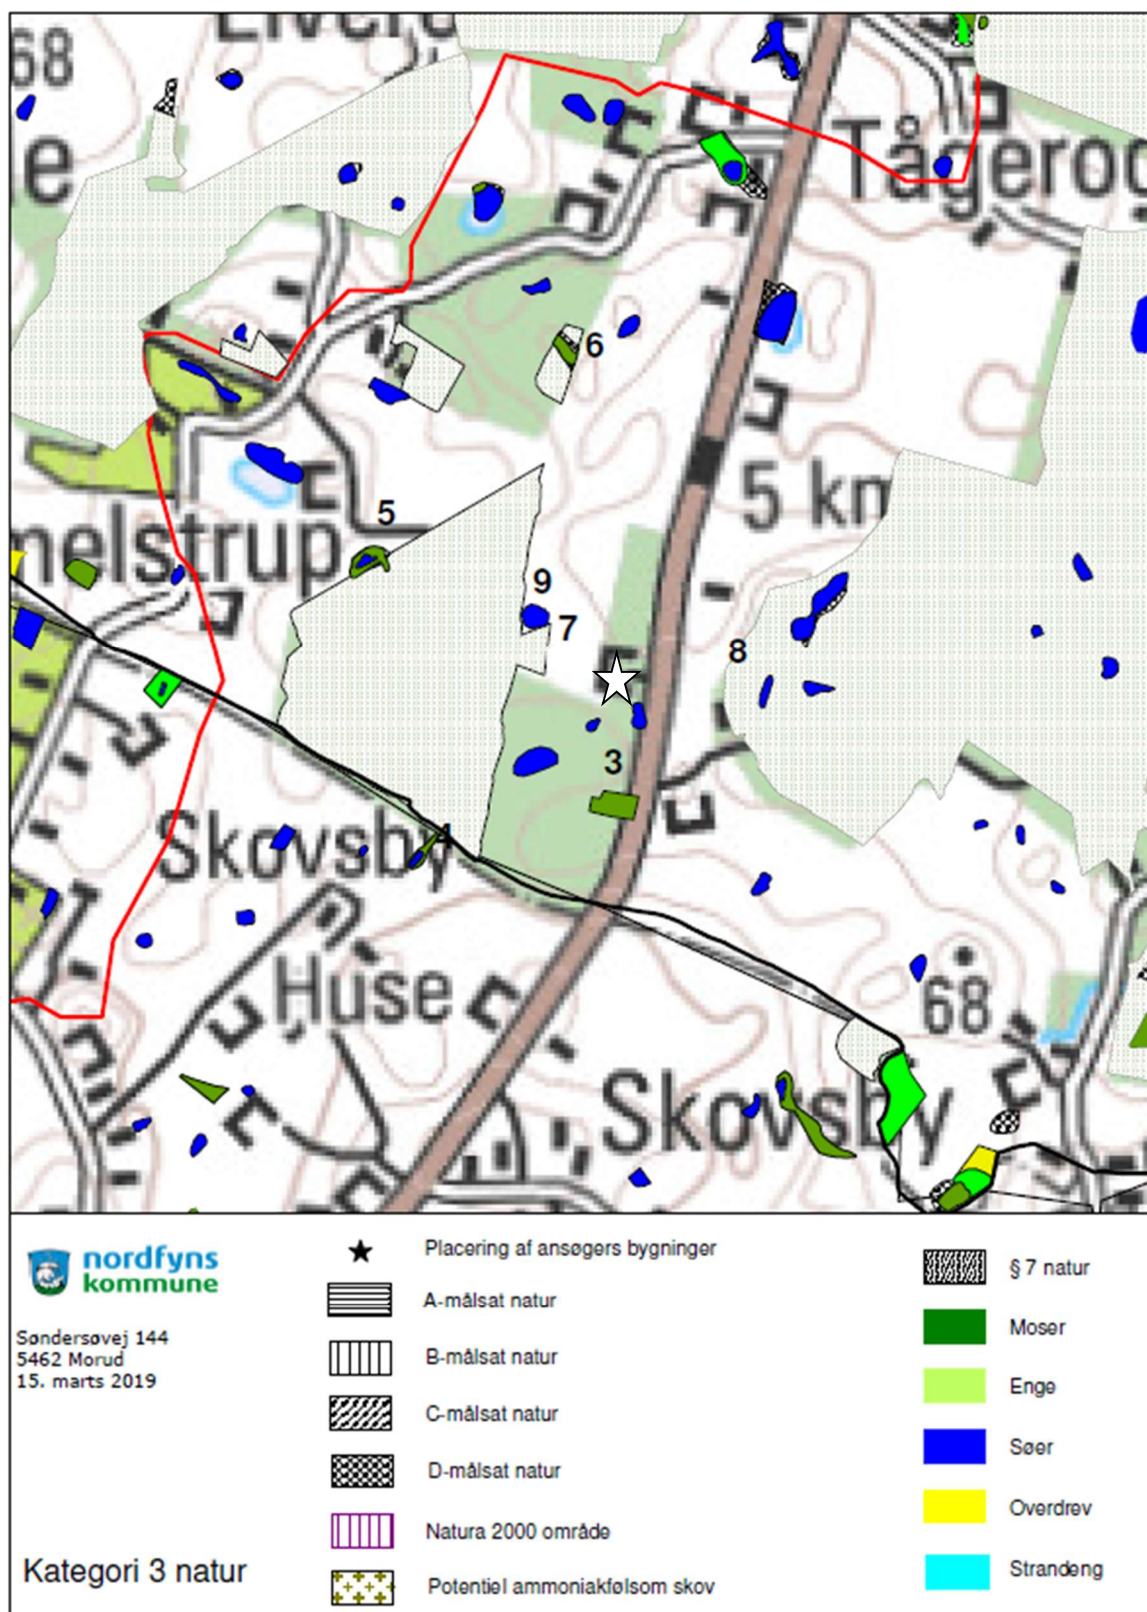 68
Tågerog
6
5 km
5
melstrup
9
7
8
3
4
Skovsby
Huse
68
Skovsby
nordfyns
kommune
Søndersøvej 144
5462 Morud
15. marts 2019
Kategori 3 natur
Placering af ansøgers bygninger
A-målsat natur
B-målsat natur
C-målsat natur
D-målsat natur
Natura 2000 område
Potentiel ammoniakfølsom skov
§ 7 natur
Moser
Enge
Søer
Overdrev
Strandeng